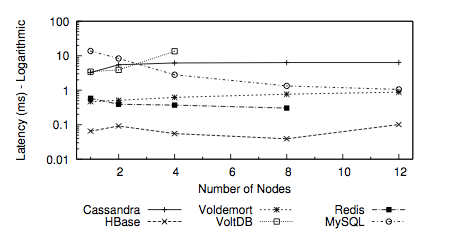 Latency (ms) - Logarithmic
100
10
1
0.1
0.01
2 4 6 8 10 12
Number of Nodes
Cassandra Voldemort Redis
HBase VoltDB MySQL